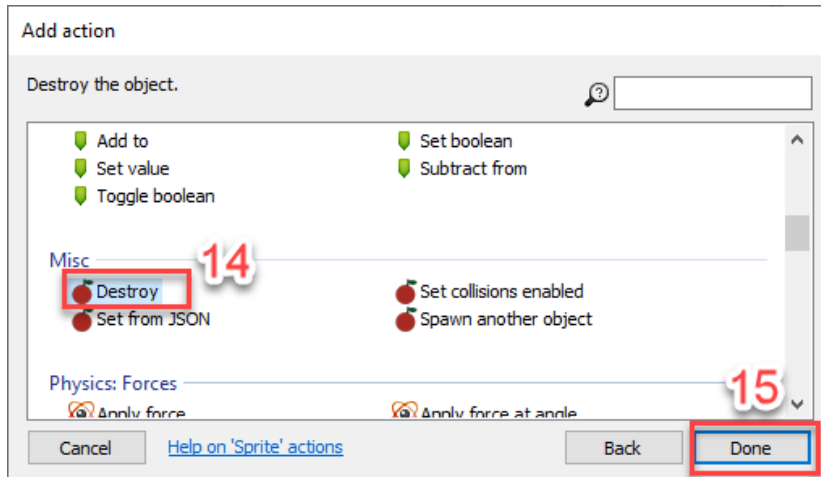 Add action
Destroy the object.
Add to
Set boolean
Set value
Subtract from
Toggle boolean
Misc
14
Destroy
Set collisions enabled
Set from JSON
Spawn another object
Physics: Forces
15
Apply force
Apply force at angle
Cancel
Help on 'Sprite' actions
Back
Done